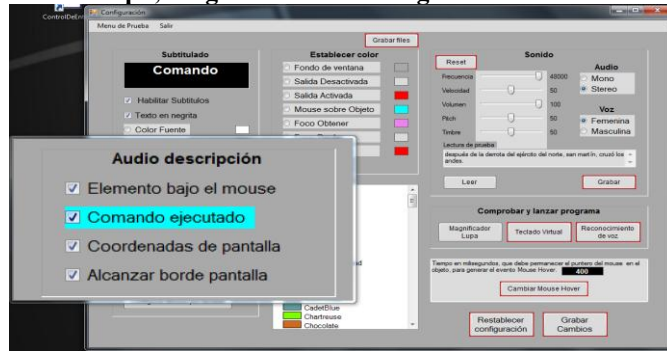 ControlDeEn
Configuración
Menu de Prueba Salir
Grabar files
Subtitulado
Comando
Habilitar Subtitulos
Texto en negrita
Color Fuente
Establecer color
Fondo de ventana
Salida Desactivada
Salida Activada
Mouse sobre Objeto
Foco Obtener
Audio descripción
Elemento bajo el mouse
Comando ejecutado
Coordenadas de pantalla
Alcanzar borde pantalla
CadetBlue
Chartreuse
Chocolate
Sonido
Reset
Frecuencia 48000
Velocidad 50
Volumen 100
Pitch 50
Timbre 50
Audio
Mono
Stereo
Voz
Femenina
Masculina
Lectura de prueba
después de la derrota del ejército del norte, san martín, cruzó los
andes.
Leer
Grabar
Comprobar y lanzar programa
Magnificador
Lupa
Teclado Virtual
Reconocimiento
de voz
Tiempo en milisegundos, que debe permanecer el puntero del mouse en el
objeto, para generar el evento Mouse Hover. 400
Cambiar Mouse Hover
Restablecer
configuración
Grabar
Cambios